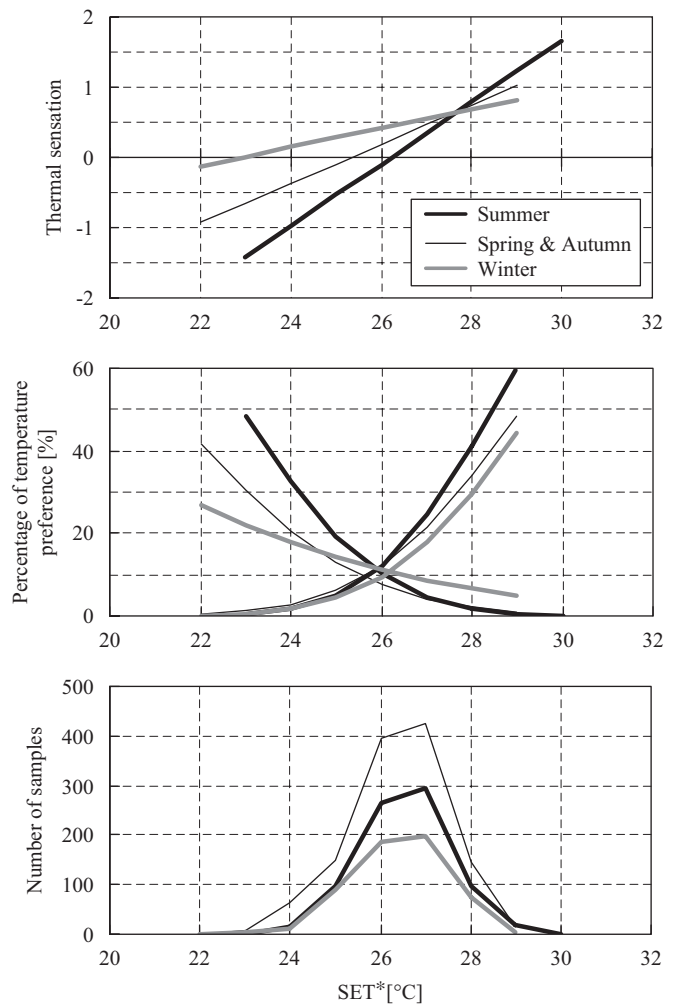 2
1
0
-1
-2
Thermal sensation
Summer
Spring & Autumn
Winter
20 22 24 26 28 30 32
60
40
20
0
Percentage of temperature
preference [%]
20 22 24 26 28 30 32
500
400
300
200
100
0
Number of samples
20 22 24 26 28 30 32
SET*[°C]